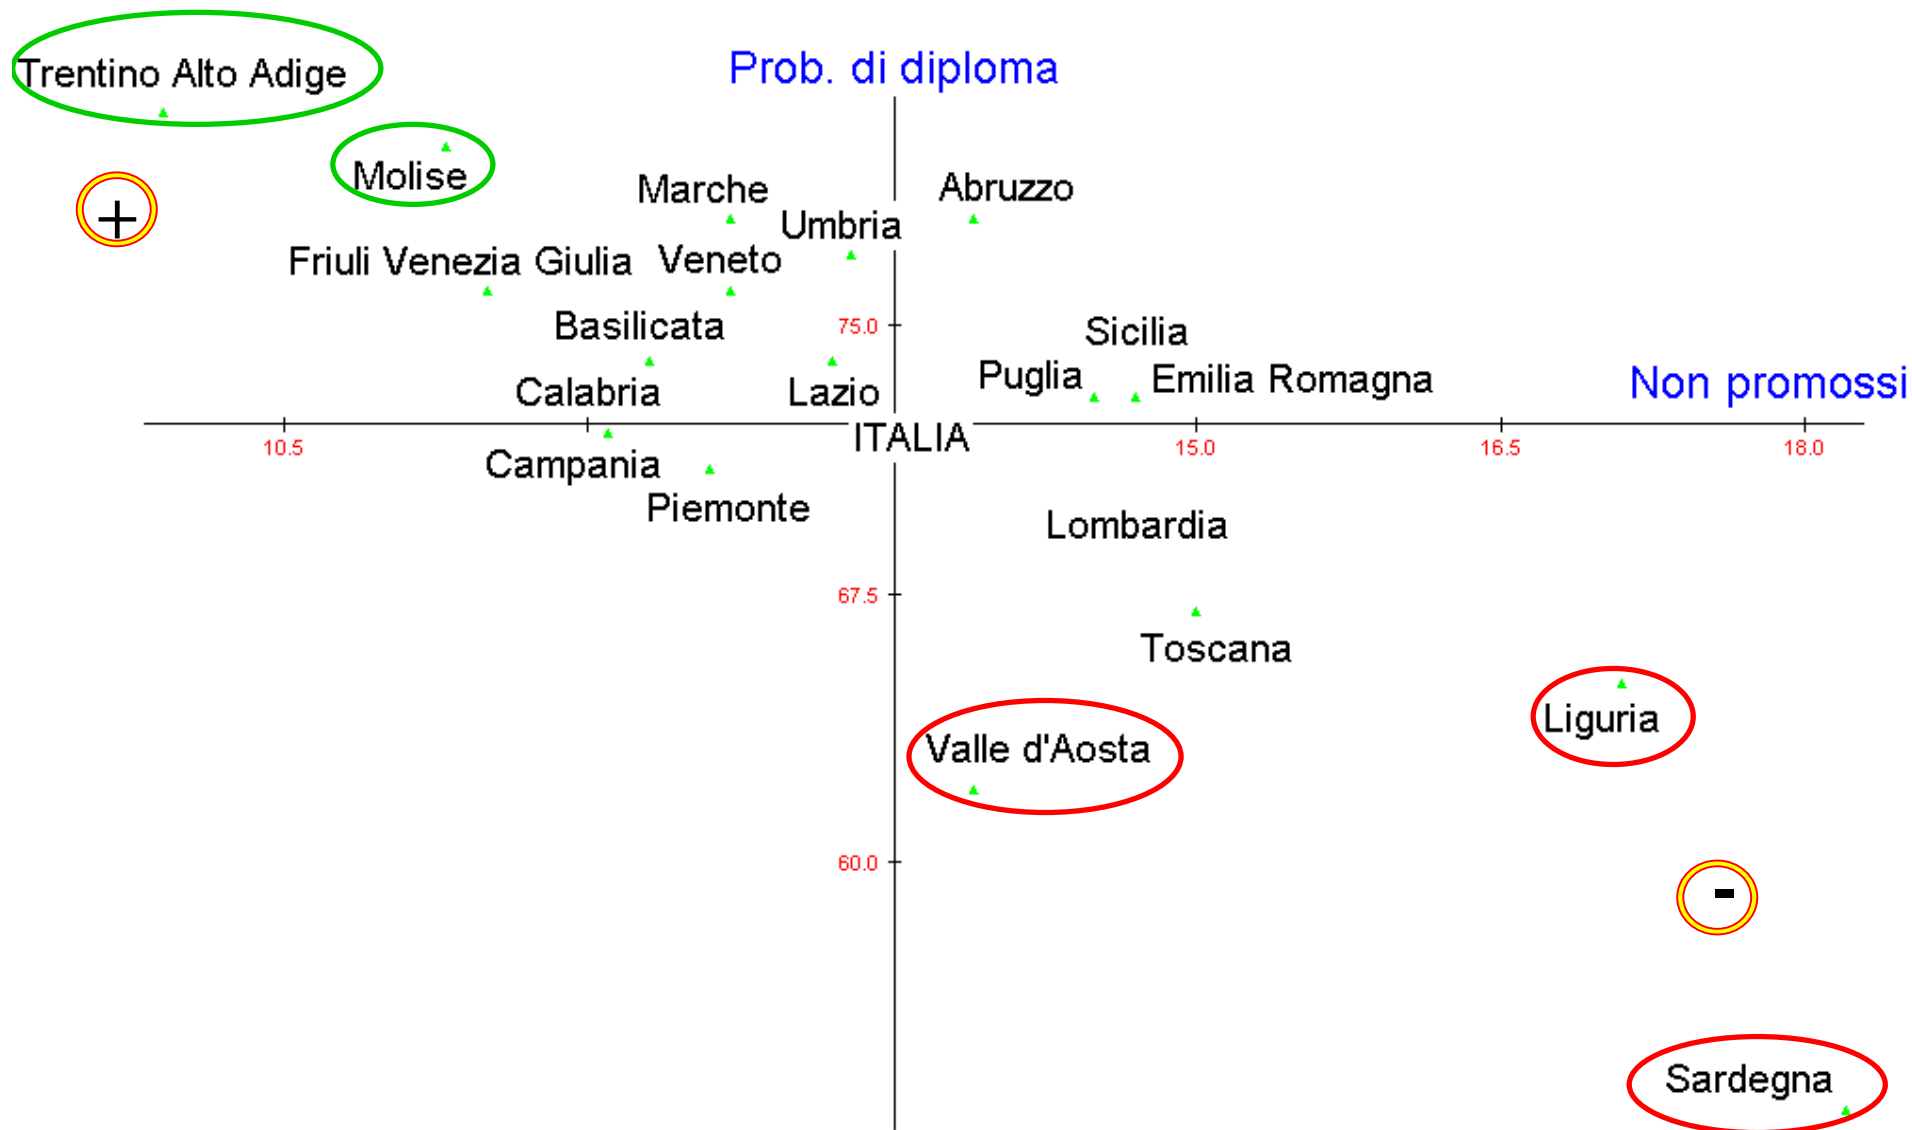 Trentino Alto Adige
Prob. di diploma
Molise
Marche
Abruzzo
+
Umbria
Friuli Venezia Giulia
Veneto
Basilicata
75.0
Sicilia
Puglia
Emilia Romagna
Non promossi
Calabria
Lazio
10.5
ITALIA
15.0
16.5
18.0
Campania
Piemonte
Lombardia
67.5
Toscana
Liguria
Valle d'Aosta
60.0
-
Sardegna